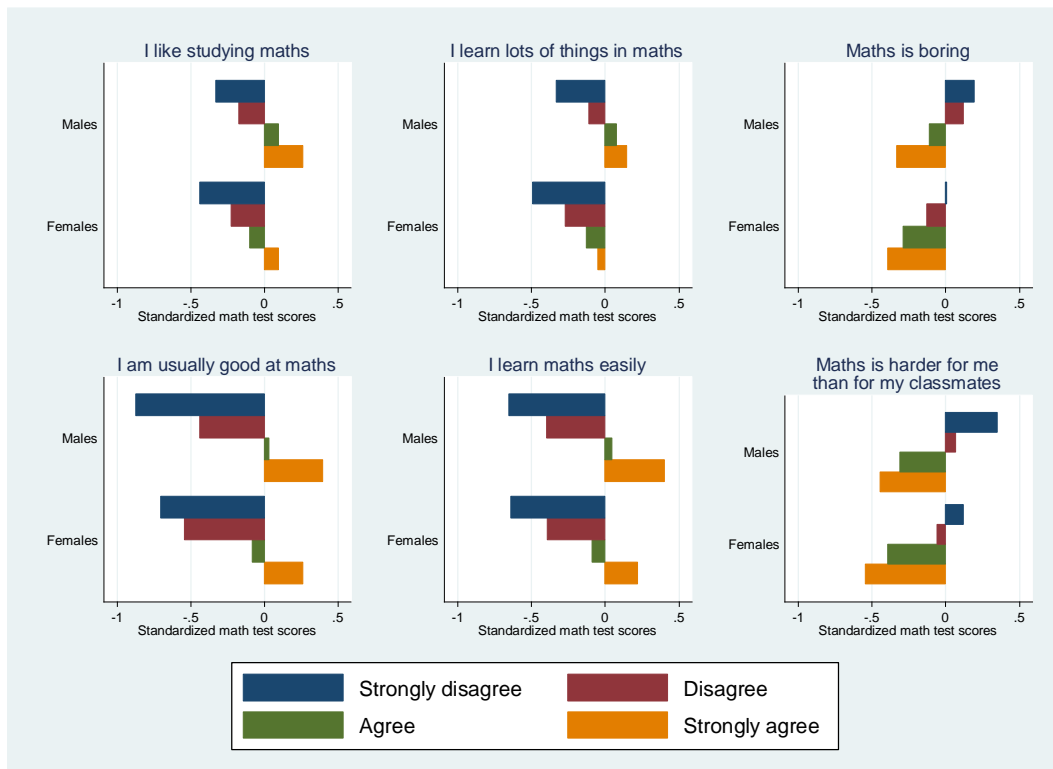 I like studying maths
Males
Females
-1 -.5 0 .5
Standardized math test scores
I learn lots of things in maths
Males
Females
-1 -.5 0 .5
Standardized math test scores
Maths is boring
Males
Females
-1 -.5 0 .5
Standardized math test scores
I am usually good at maths
Males
Females
-1 -.5 0 .5
Standardized math test scores
I learn maths easily
Males
Females
-1 -.5 0 .5
Standardized math test scores
Maths is harder for me
than for my classmates
Males
Females
-1 -.5 0 .5
Standardized math test scores
Strongly disagree Disagree
Agree Strongly agree